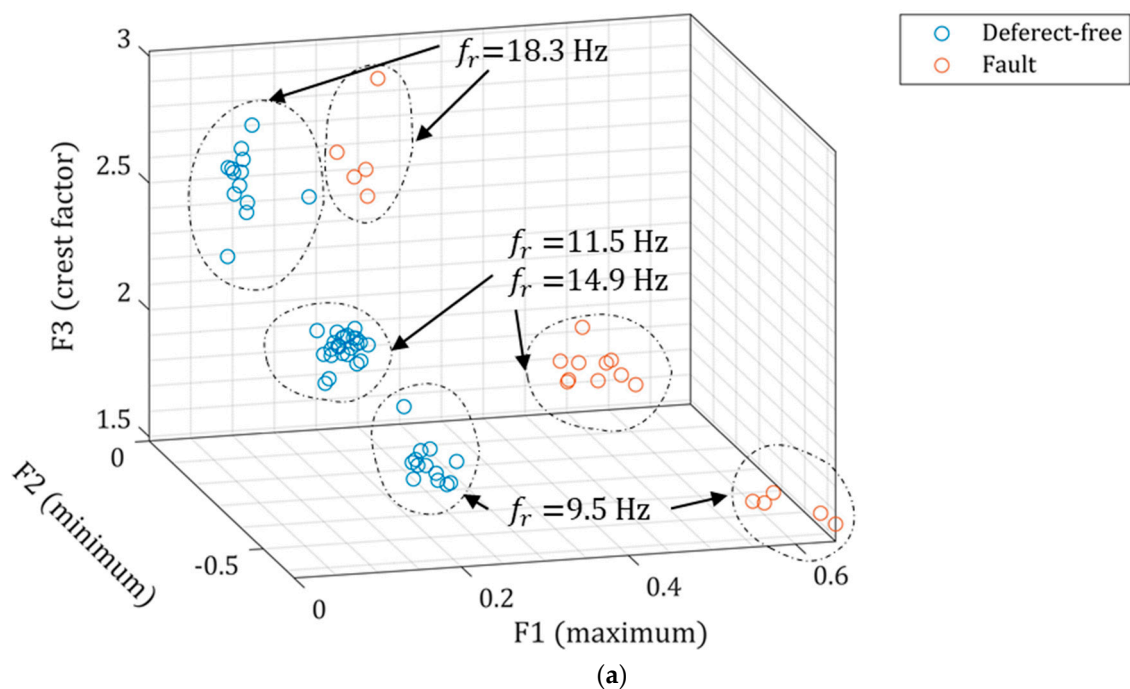 Deferect-free
Fault
3
2.5
2
1.5
F3 (crest factor)
fr =18.3 Hz
fr =11.5 Hz
fr =14.9 Hz
fr =9.5 Hz
0
-0.5
F2 (minimum)
0
0.2
0.4
0.6
F1 (maximum)
(a)